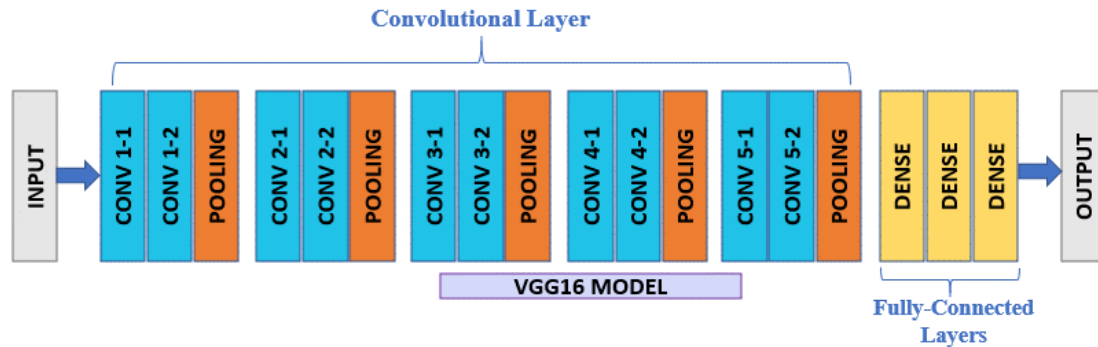 Convolutional Layer
INPUT
CONV 1-1
CONV 1-2
POOLING
CONV 2-1
CONV 2-2
POOLING
CONV 3-1
CONV 3-2
POOLING
CONV 4-1
CONV 4-2
POOLING
CONV 5-1
CONV 5-2
POOLING
DENSE
DENSE
DENSE
OUTPUT
VGG16 MODEL
Fully-Connected
Layers